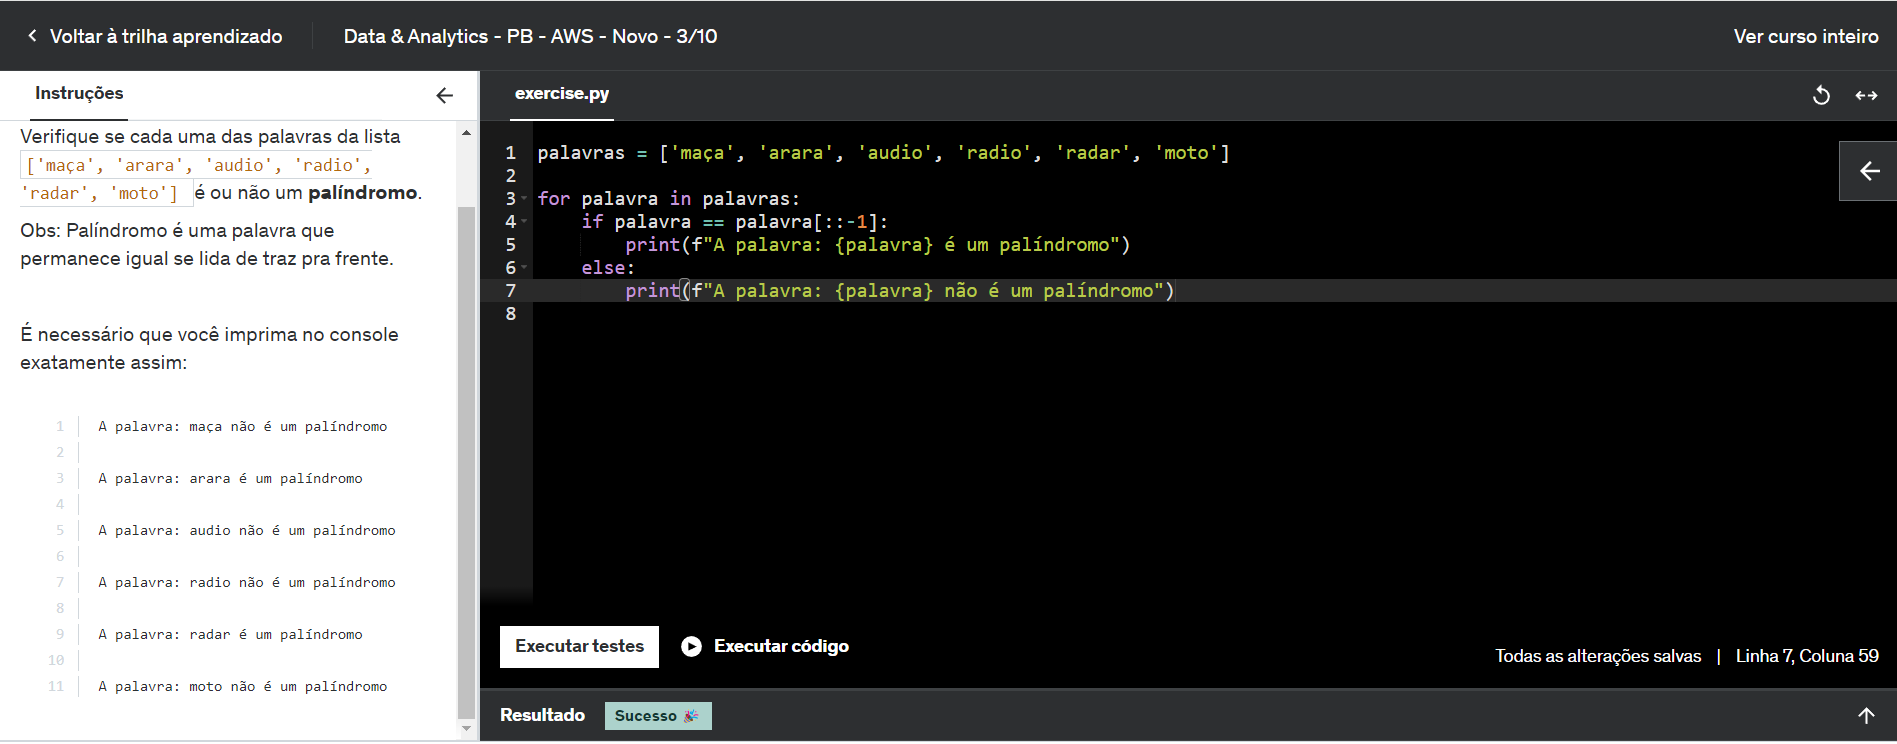 Voltar à trilha aprendizado
Data & Analytics - PB - AWS - Novo - 3/10
Ver curso inteiro
Instruções
Verifique se cada uma das palavras da lista
['maça', 'arara', 'audio', 'radio',
'radar', 'moto'] é ou não um palíndromo.
Obs: Palíndromo é uma palavra que
permanece igual se lida de traz pra frente.
É necessário que você imprima no console
exatamente assim:
1 A palavra: maça não é um palíndromo
2
3 A palavra: arara é um palíndromo
4
5 A palavra: audio não é um palíndromo
6
7 A palavra: radio não é um palíndromo
8
9 A palavra: radar é um palíndromo
10
11 A palavra: moto não é um palíndromo
exercise.py
1 palavras = ['maça', 'arara', 'audio', 'radio', 'radar', 'moto']
2
3 for palavra in palavras:
4 if palavra == palavra[::-1]:
5 print(f"A palavra: {palavra} é um palíndromo")
6 else:
7 print(f"A palavra: {palavra} não é um palíndromo")
8
Executar testes
Executar código
Todas as alterações salvas | Linha 7, Coluna 59
Resultado
Sucesso 🎉